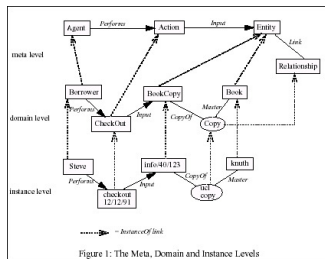 Agent
Performs
Action
Input
Entity
Link
meta level
Relationship
Borrower
Performs
CheckOut
Input
BookCopy
CopyOf
Master
Copy
Book
domain level
Steve
Performs
checkout
12/12/91
Input
info/40/123
CopyOf
ucl
copy
knuth
Master
instance level
= InstanceOf link
Figure 1: The Meta, Domain and Instance Levels